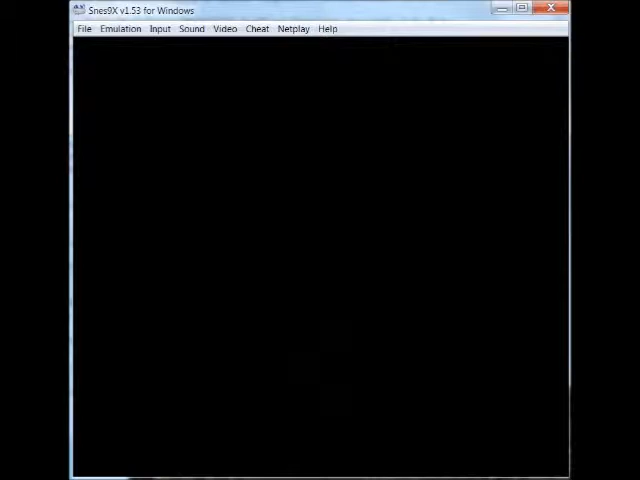 Snes9X v1.53 for Windows
File Emulation Input Sound Video Cheat Netplay Help